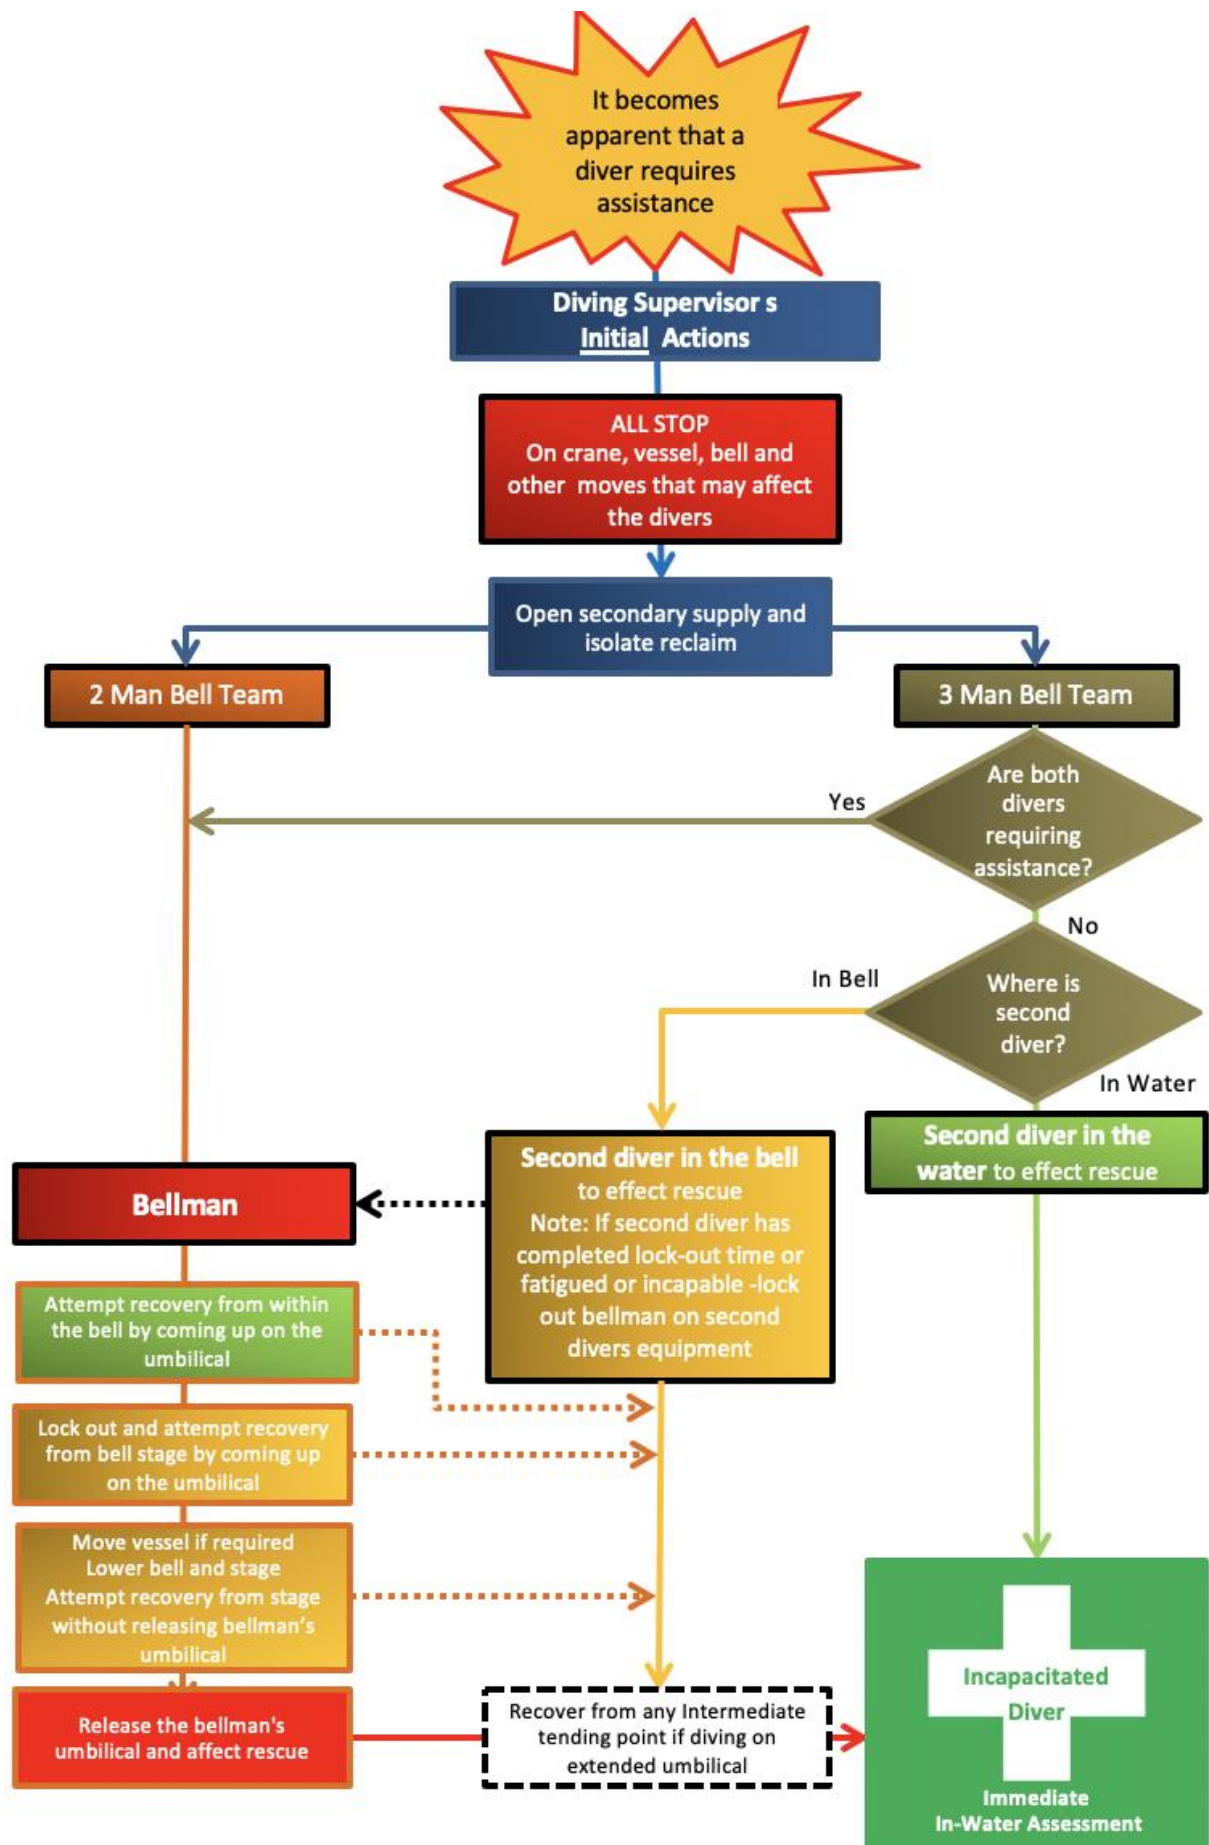 It becomes
apparent that a
diver requires
assistance
Diving Supervisor s
Initial Actions
ALL STOP
On crane, vessel, bell and
other moves that may affect
the divers
Open secondary supply and
isolate reclaim
2 Man Bell Team
3 Man Bell Team
Are both
divers
requiring
assistance?
Yes
No
Where is
second
diver?
In Bell
In Water
Second diver in the
water to effect rescue
Second diver in the bell
to effect rescue
Note: If second diver has
completed lock-out time or
fatigued or incapable -lock
out bellman on second
divers equipment
Bellman
Attempt recovery from within
the bell by coming up on the
umbilical
Lock out and attempt recovery
from bell stage by coming up
on the umbilical
Move vessel if required
Lower bell and stage
Attempt recovery from stage
without releasing bellman’s
umbilical
Release the bellman's
umbilical and affect rescue
Recover from any Intermediate
tending point if diving on
extended umbilical
Incapacitated
Diver
Immediate
In-Water Assessment